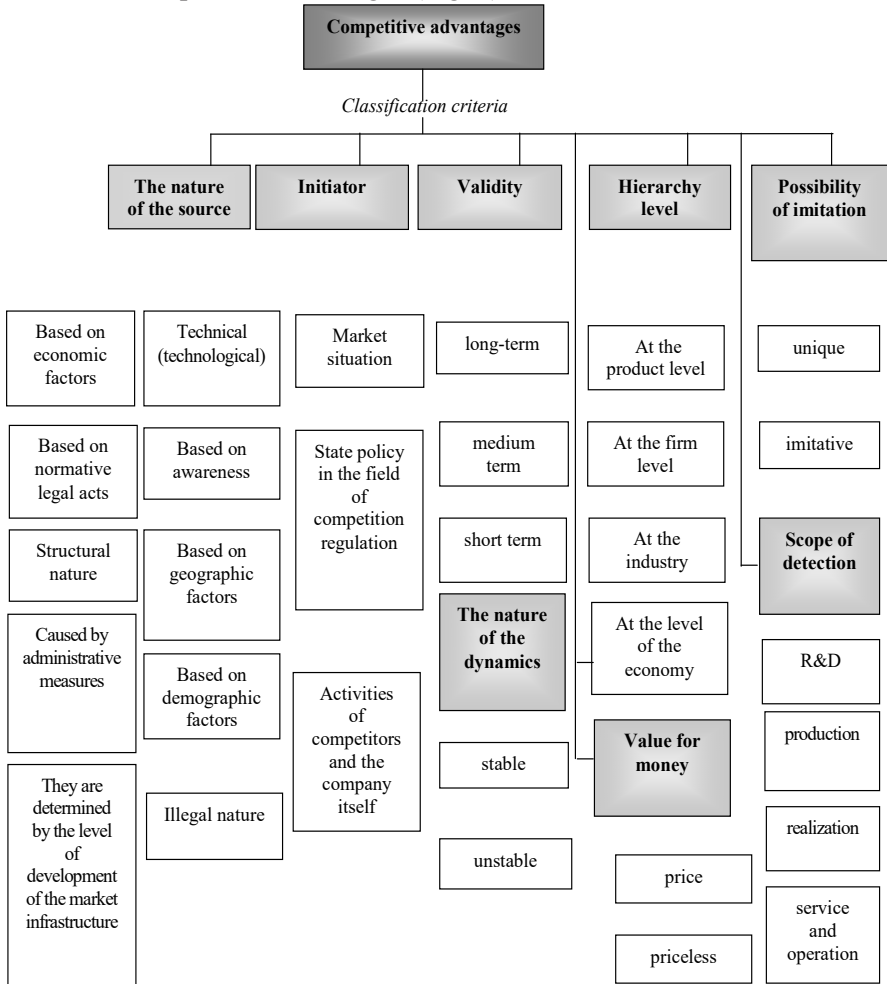 Competitive advantages
Classification criteria
The nature
of the source
Initiator
Validity
Hierarchy
level
Possibility
of imitation
Based on
economic
factors
Based on
normative
legal acts
Structural
nature
Caused by
administrative
measures
They are
determined
by the level
of
development
of the market
infrastructure
Technical
(technological)
Based on
awareness
Based on
geographic
factors
Based on
demographic
factors
Illegal nature
Market
situation
State policy
in the field
of
competition
regulation
Activities
of
competitors
and the
company
itself
long-term
medium
term
short term
The nature
of the
dynamics
stable
unstable
At the
product level
At the firm
level
At the
industry
At the level
of the
economy
Value for
money
price
priceless
unique
imitative
Scope of
detection
R&D
production
realization
service
and
operation